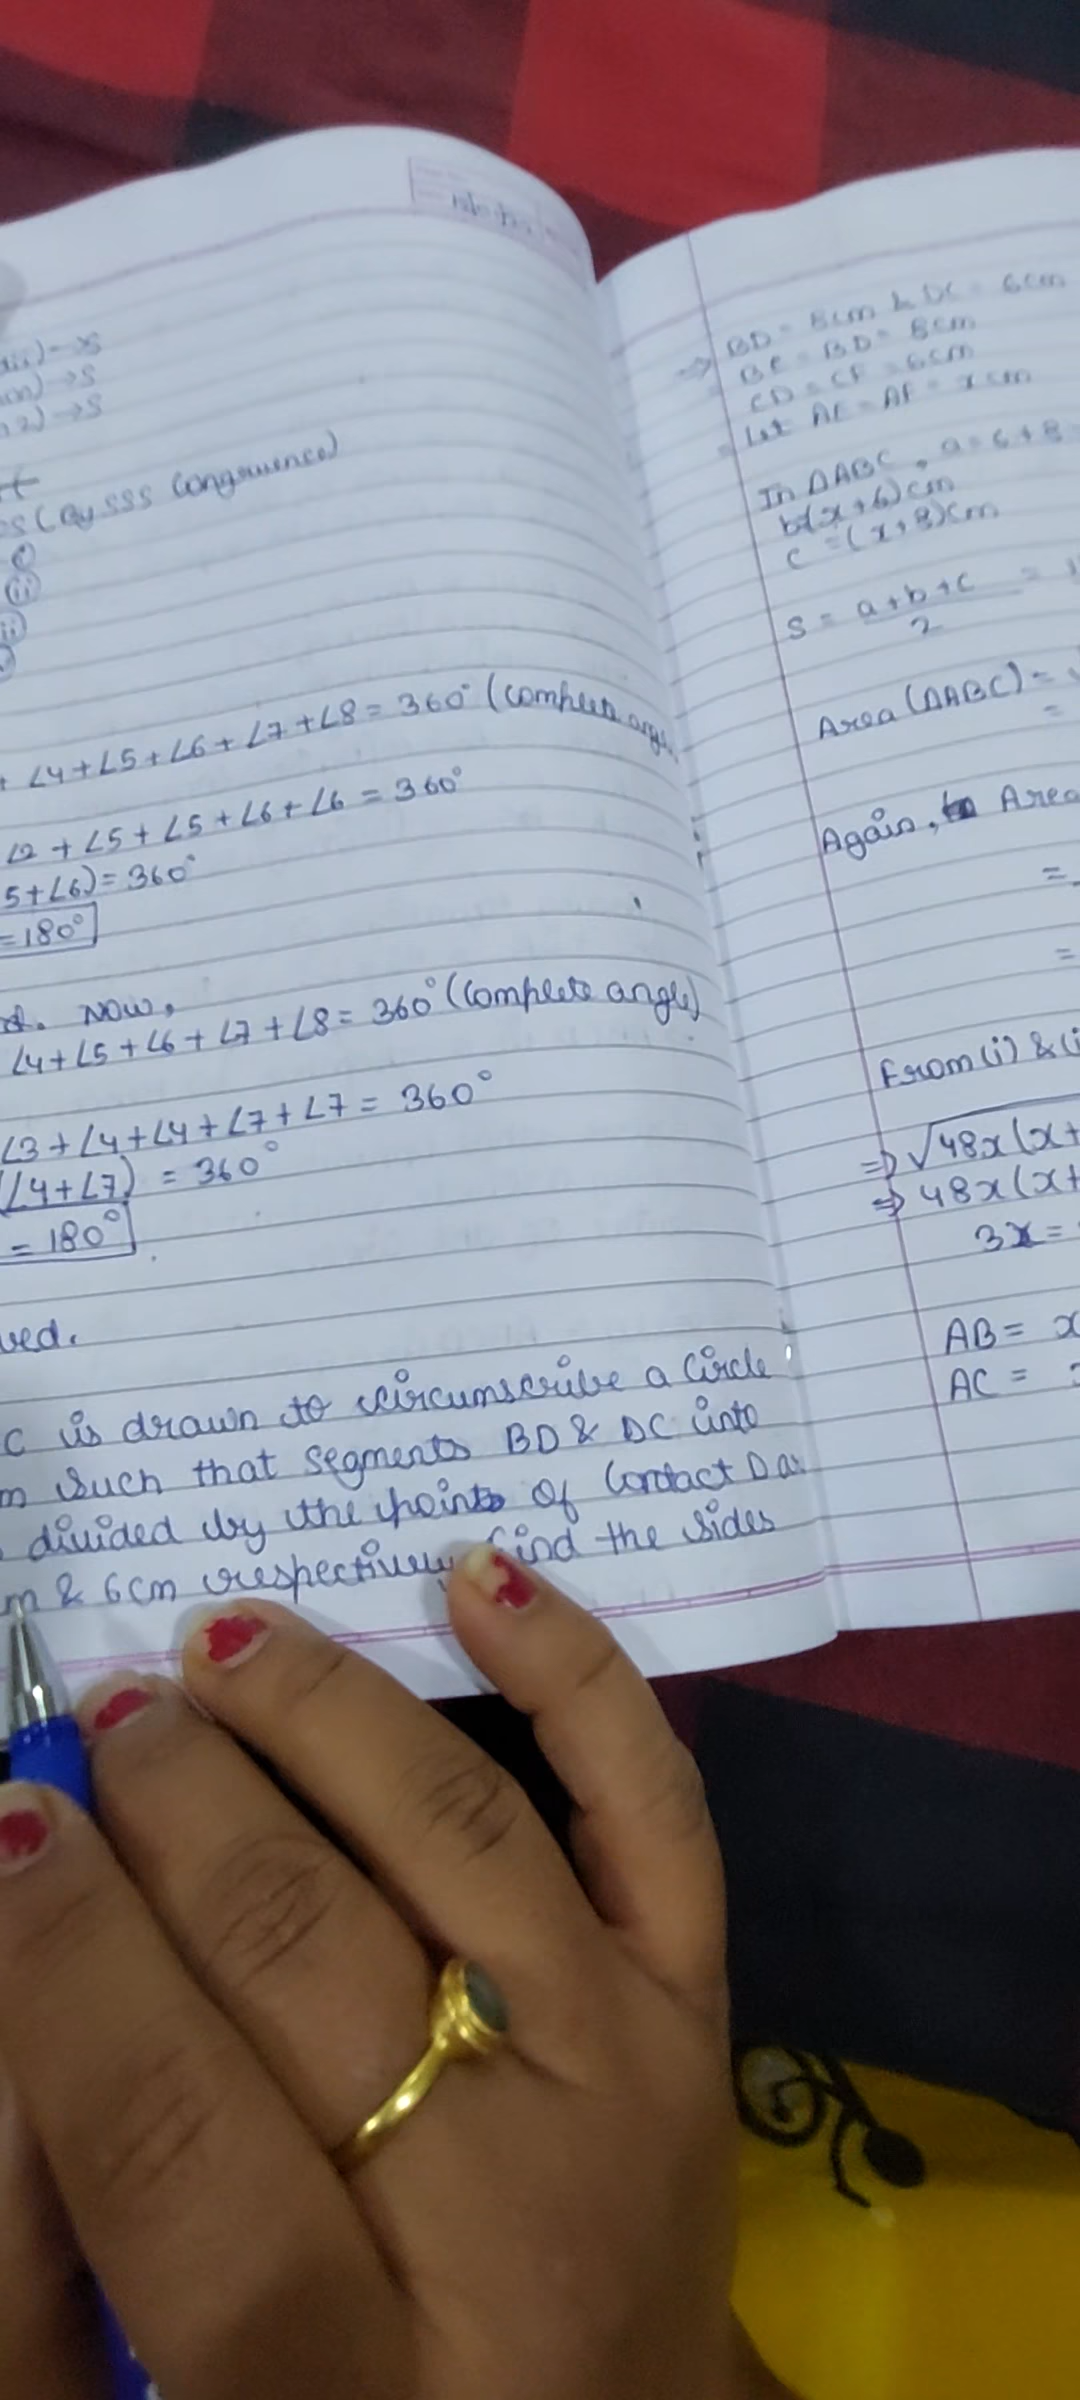 (By SSS Congruence)
(ii)
+ ∠4+∠5+∠6+∠7+∠8 = 360° (Complete angle
∠2 + ∠5 + ∠5 + ∠6 + ∠6 = 360°
5+∠6) = 360°
= 180°
Now,
∠4+∠5+∠6+∠7+∠8 = 360° (Complete angle)
∠3 + ∠4 + ∠4 + ∠7 + ∠7 = 360°
(∠4+∠7) = 360°
= 180°
ved.
C is drawn to circumscribe a Circle
m such that segments BD & DC into
divided by the points of Contact D as
m & 6cm respectively find the sides
⇒ BD = 8cm & DC = 6cm
BE = BD = 8cm
CD = CF = 6cm
Let AE = AF = x cm
In ΔABC, a = 6+8
b(x+6)cm
c = (x+8)cm
S = a+b+c/2 = 1
Area (ΔABC) =
=
Again, Area
=
=
From (i) & (i
⇒ √48x(x+
⇒ 48x(x+
3x =
AB = x
AC =